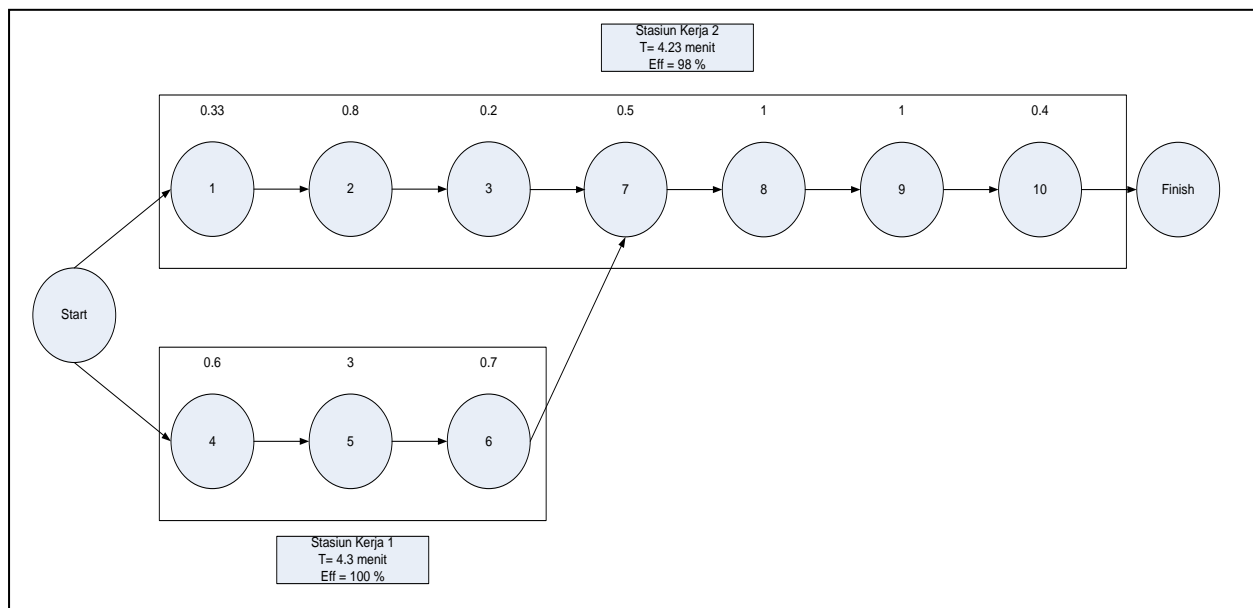 Stasiun Kerja 2
T= 4.23 menit
Eff = 98 %
0.33 0.8 0.2 0.5 1 1 0.4
1 2 3 7 8 9 10 Finish
Start
0.6 3 0.7
4 5 6
Stasiun Kerja 1
T= 4.3 menit
Eff = 100 %